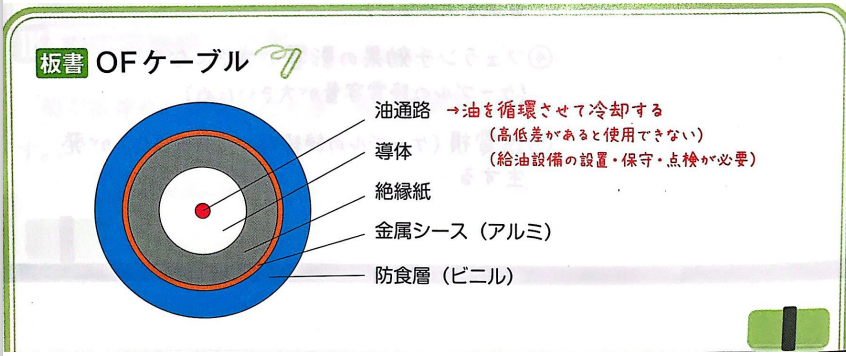 板書 OFケーブル
油通路 →油を循環させて冷却する
(高低差があると使用できない)
導体
(給油設備の設置・保守・点検が必要)
絶縁紙
金属シース(アルミ)
防食層(ビニル)